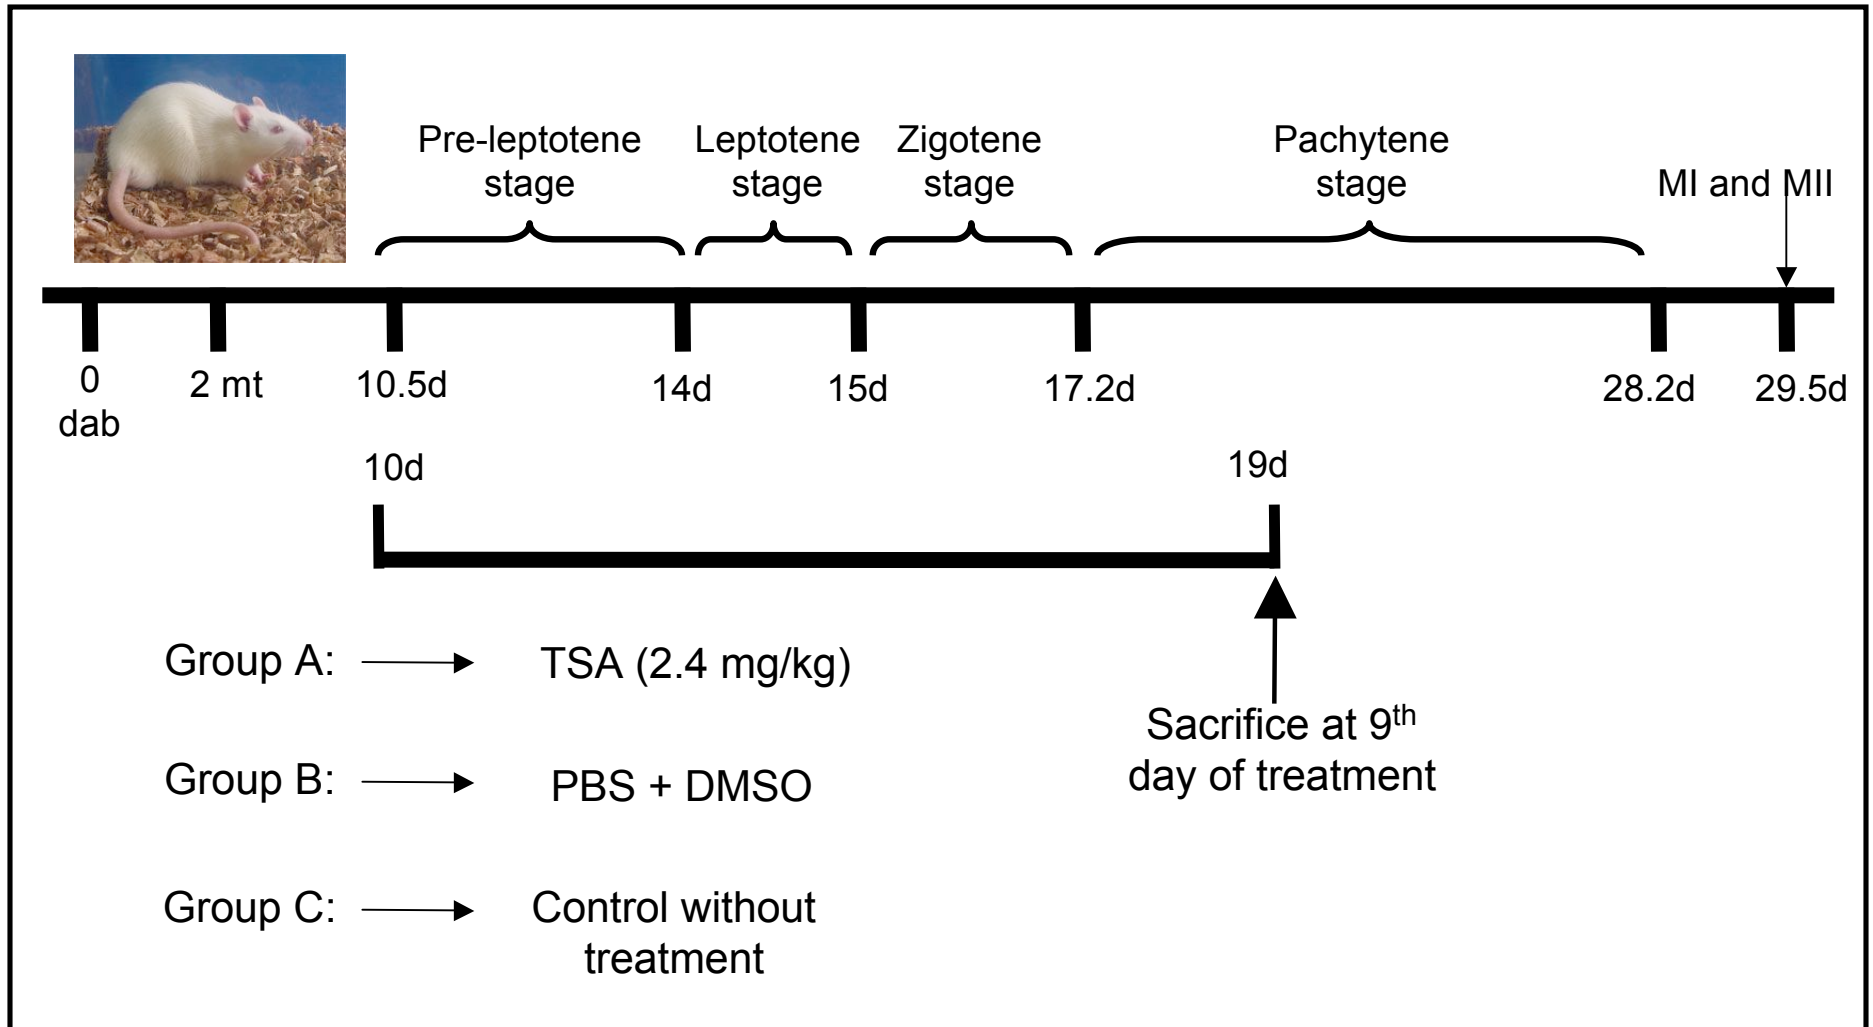 Pre-leptotene
stage
Leptotene
stage
Zigotene
stage
Pachytene
stage
MI and MII
0
dab
2 mt
10.5d
14d
15d
17.2d
28.2d
29.5d
10d
19d
Group A:
TSA (2.4 mg/kg)
Sacrifice at 9th
day of treatment
Group B:
PBS + DMSO
Group C:
Control without
treatment